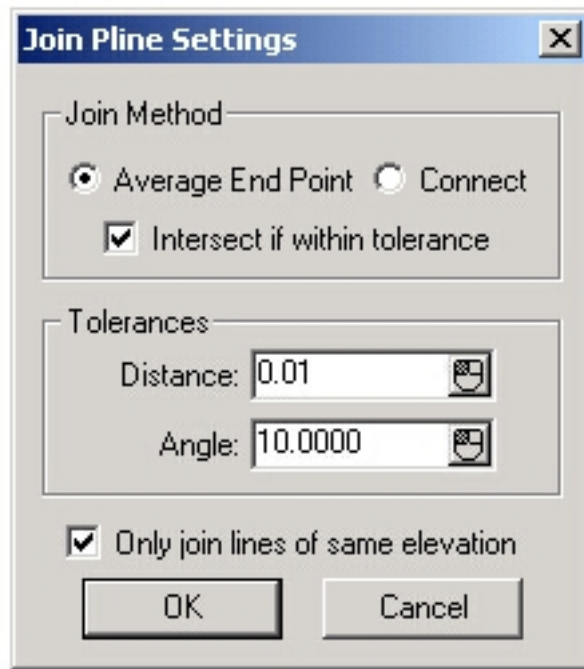 Join Pline Settings
Join Method
Average End Point Connect
Intersect if within tolerance
Tolerances
Distance: 0.01
Angle: 10.0000
Only join lines of same elevation
OK Cancel